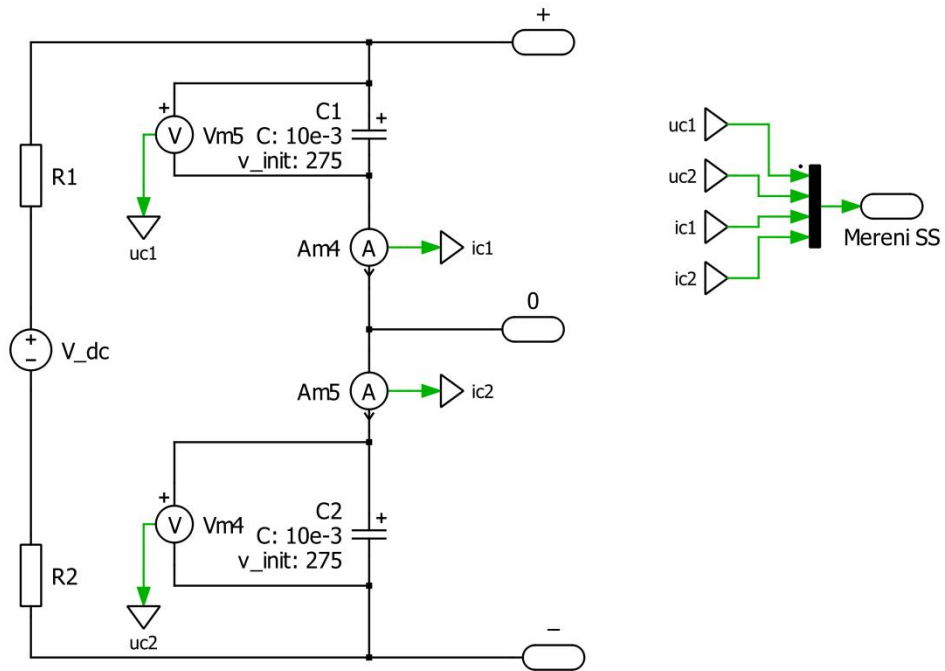 +
R1
+
V
Vm5
C1
C: 10e-3
v_init: 275
+
uc1
Am4
A
ic1
0
+
−
V_dc
Am5
A
ic2
R2
+
V
Vm4
C2
C: 10e-3
v_init: 275
+
uc2
−
uc1
uc2
ic1
ic2
Mereni SS